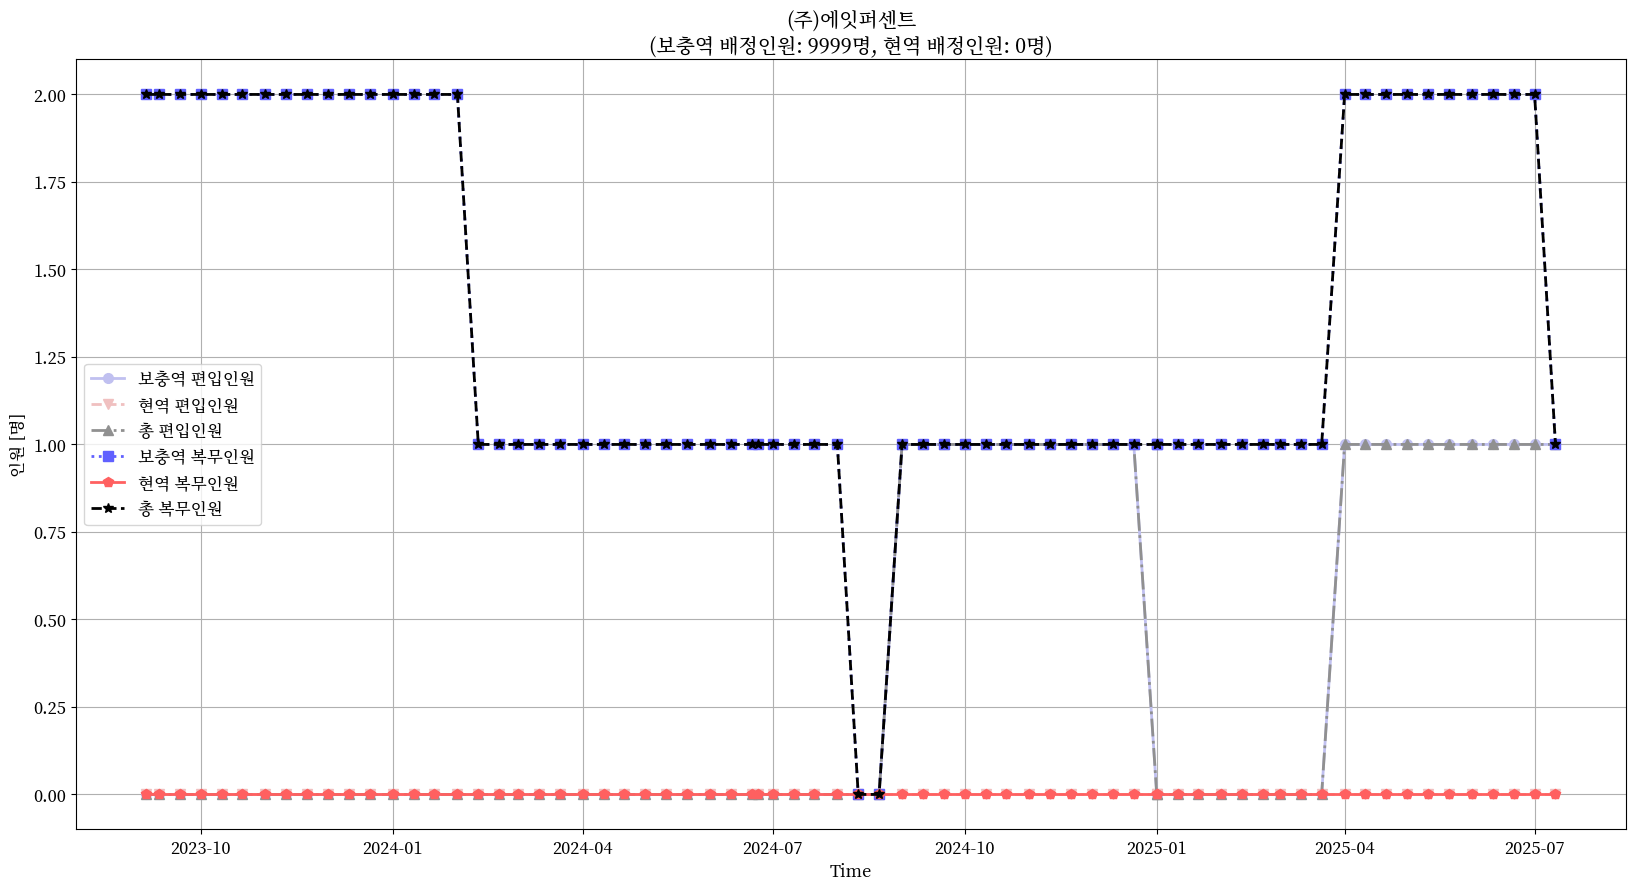 (주)에잇퍼센트
(보충역 배정인원: 9999명, 현역 배정인원: 0명)
인원 [명]
2.00
1.75
1.50
1.25
1.00
0.75
0.50
0.25
0.00
보충역 편입인원
현역 편입인원
총 편입인원
보충역 복무인원
현역 복무인원
총 복무인원
2023-10
2024-01
2024-04
2024-07
2024-10
2025-01
2025-04
2025-07
Time